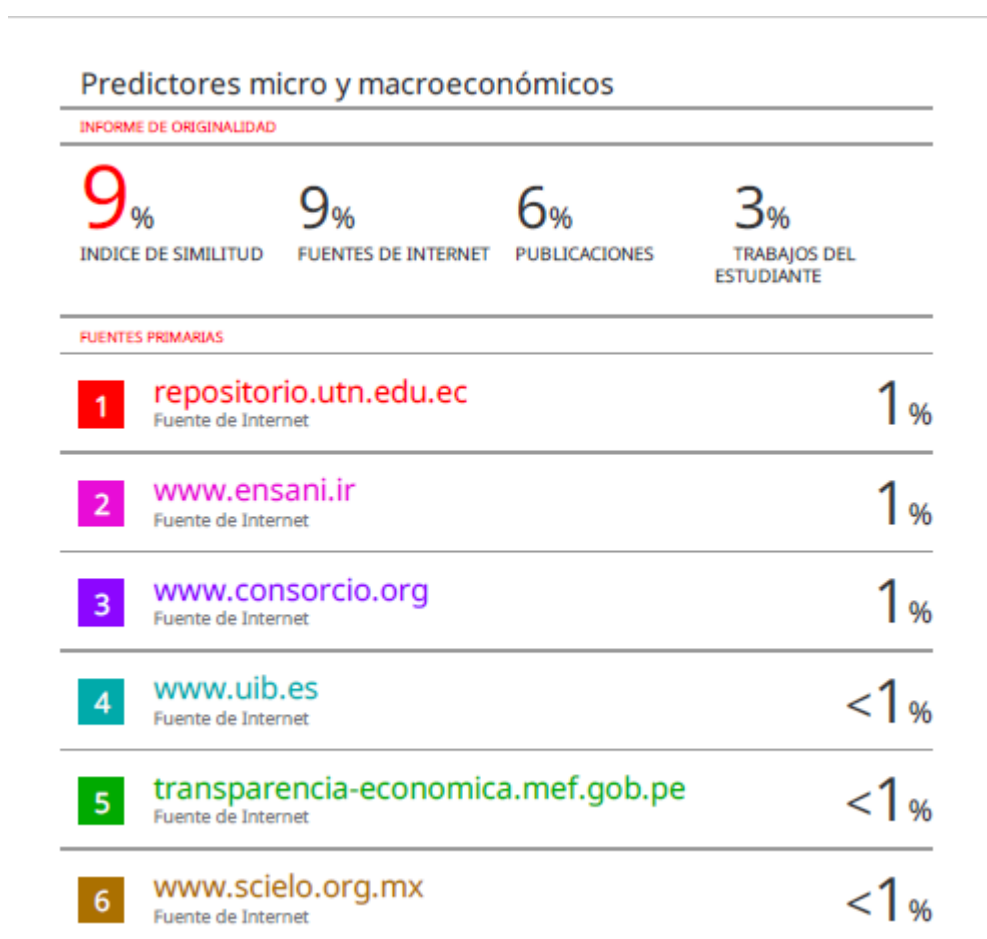 Predictores micro y macroeconómicos
INFORME DE ORIGINALIDAD
9% 9% 6% 3%
INDICE DE SIMILITUD FUENTES DE INTERNET PUBLICACIONES TRABAJOS DEL
ESTUDIANTE
FUENTES PRIMARIAS
1 repositorio.utn.edu.ec 1%
Fuente de Internet
2 www.ensani.ir 1%
Fuente de Internet
3 www.consorcio.org 1%
Fuente de Internet
4 www.uib.es <1%
Fuente de Internet
5 transparencia-economica.mef.gob.pe <1%
Fuente de Internet
6 www.scielo.org.mx <1%
Fuente de Internet